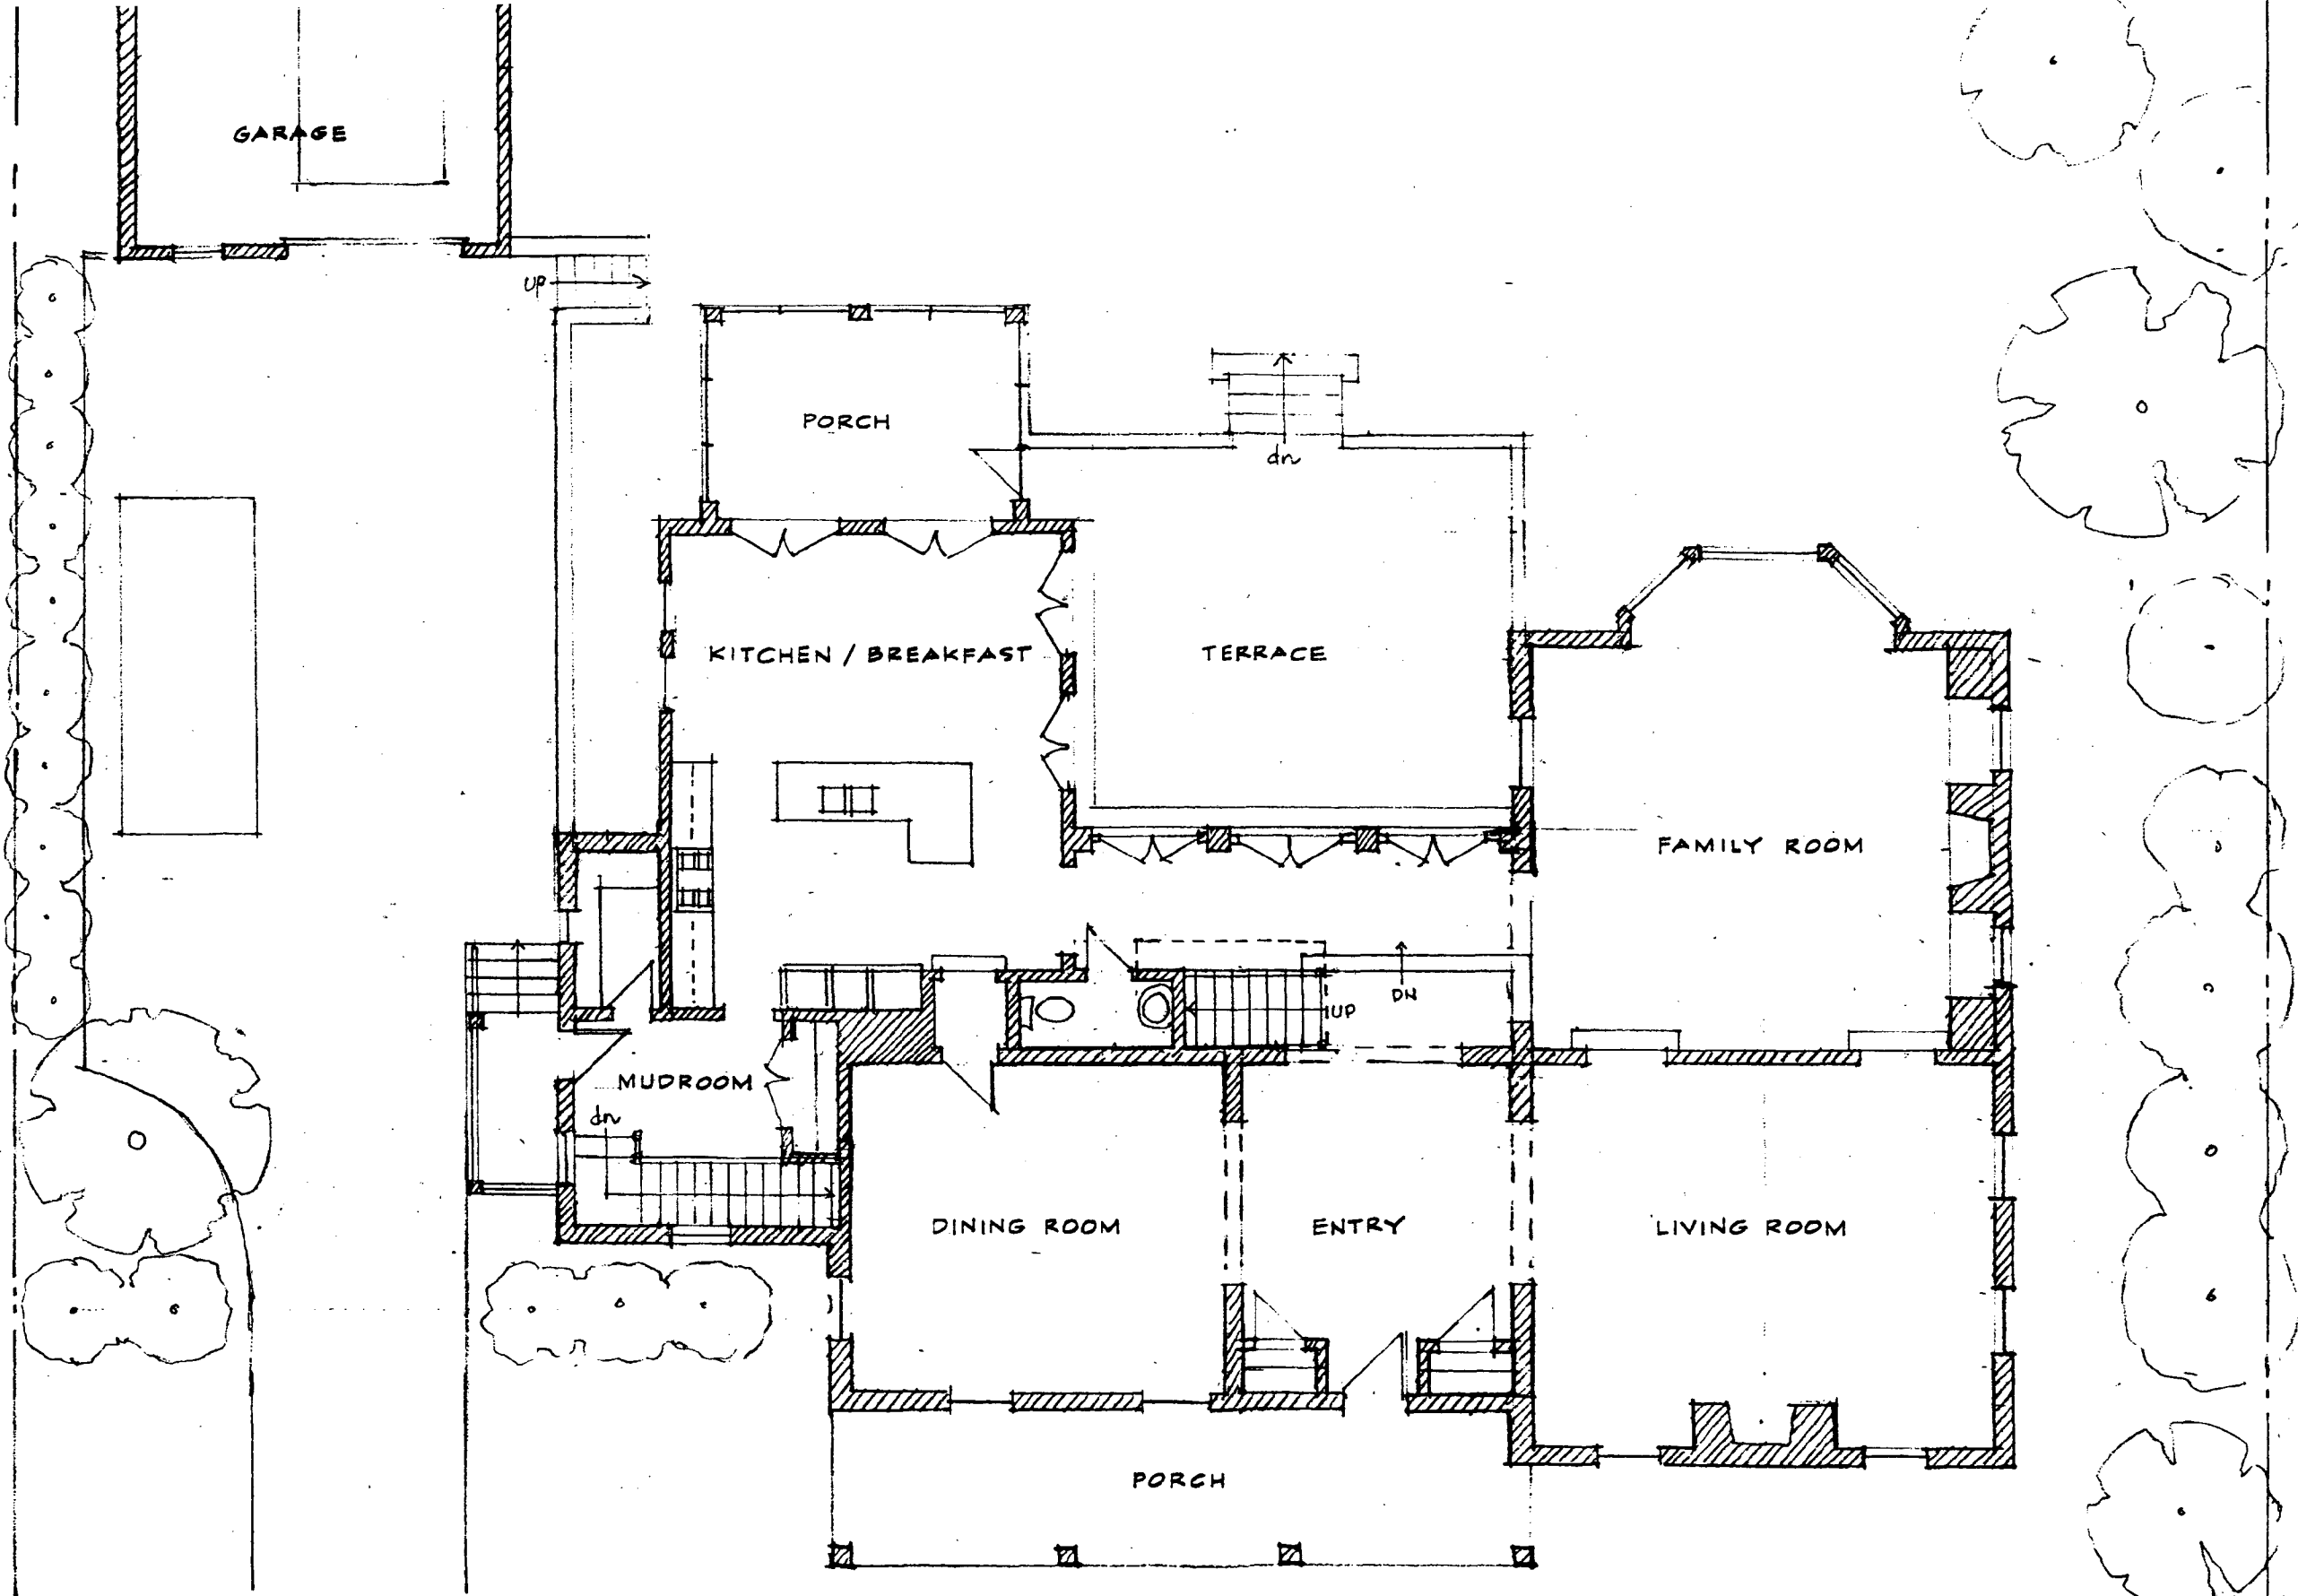 GARAGE
UP
PORCH
dn
KITCHEN / BREAKFAST
TERRACE
FAMILY ROOM
DN
UP
MUDROOM
dn
DINING ROOM
ENTRY
LIVING ROOM
PORCH